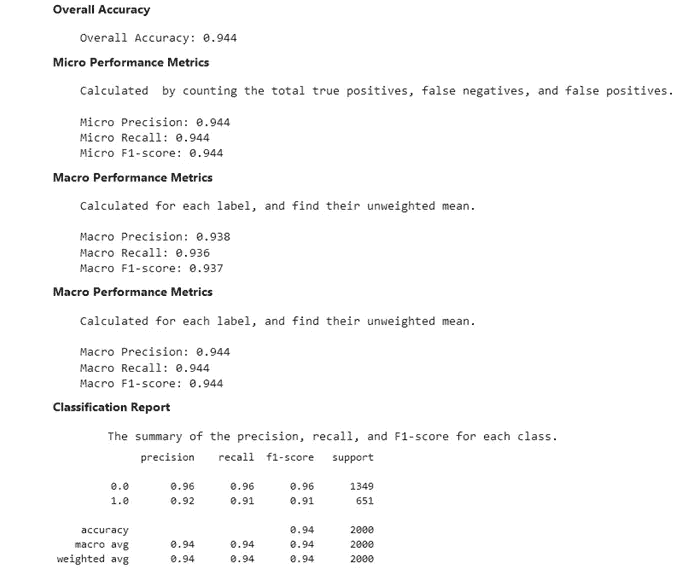 Overall Accuracy
Overall Accuracy: 0.944
Micro Performance Metrics
Calculated by counting the total true positives, false negatives, and false positives.
Micro Precision: 0.944
Micro Recall: 0.944
Micro F1-score: 0.944
Macro Performance Metrics
Calculated for each label, and find their unweighted mean.
Macro Precision: 0.938
Macro Recall: 0.936
Macro F1-score: 0.937
Macro Performance Metrics
Calculated for each label, and find their unweighted mean.
Macro Precision: 0.944
Macro Recall: 0.944
Macro F1-score: 0.944
Classification Report
The summary of the precision, recall, and F1-score for each class.
precision recall f1-score support
0.0 0.96 0.96 0.96 1349
1.0 0.92 0.91 0.91 651
accuracy 0.94 2000
macro avg 0.94 0.94 0.94 2000
weighted avg 0.94 0.94 0.94 2000